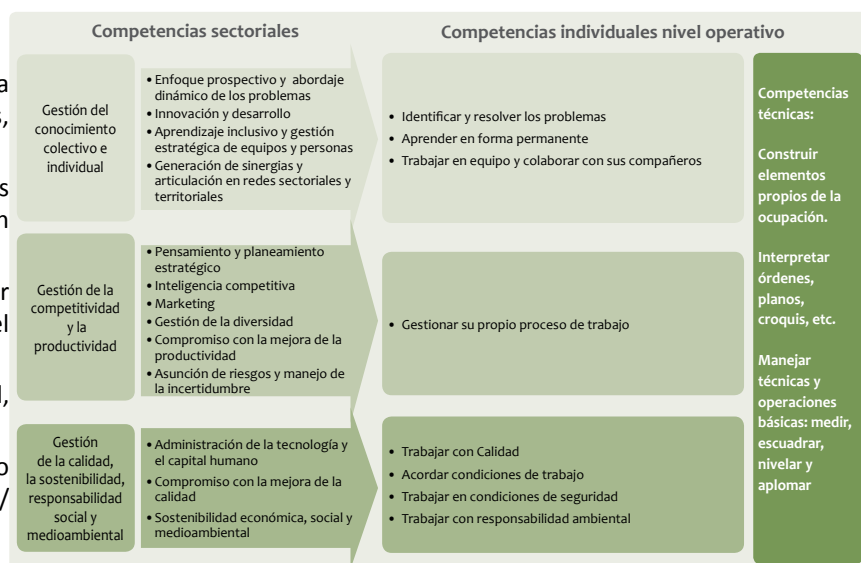 Competencias sectoriales
Competencias individuales nivel operativo
a
s,
s
n
r
el
l,
o
/
Gestión del
conocimiento
colectivo e
individual
• Enfoque prospectivo y abordaje
dinámico de los problemas
• Innovación y desarrollo
• Aprendizaje inclusivo y gestión
estratégica de equipos y personas
• Generación de sinergias y
articulación en redes sectoriales y
territoriales
• Identificar y resolver los problemas
• Aprender en forma permanente
• Trabajar en equipo y colaborar con sus compañeros
Gestión de la
competitividad
y la
productividad
• Pensamiento y planeamiento
estratégico
• Inteligencia competitiva
• Marketing
• Gestión de la diversidad
• Compromiso con la mejora de la
productividad
• Asunción de riesgos y manejo de
la incertidumbre
• Gestionar su propio proceso de trabajo
Gestión
de la calidad,
la sostenibilidad,
responsabilidad
social y
medioambiental
• Administración de la tecnología y
el capital humano
• Compromiso con la mejora de la
calidad
• Sostenibilidad económica, social y
medioambiental
• Trabajar con Calidad
• Acordar condiciones de trabajo
• Trabajar en condiciones de seguridad
• Trabajar con responsabilidad ambiental
Competencias
técnicas:
Construir
elementos
propios de la
ocupación.
Interpretar
órdenes,
planos,
croquis, etc.
Manejar
técnicas y
operaciones
básicas: medir,
escuadrar,
nivelar y
aplomar